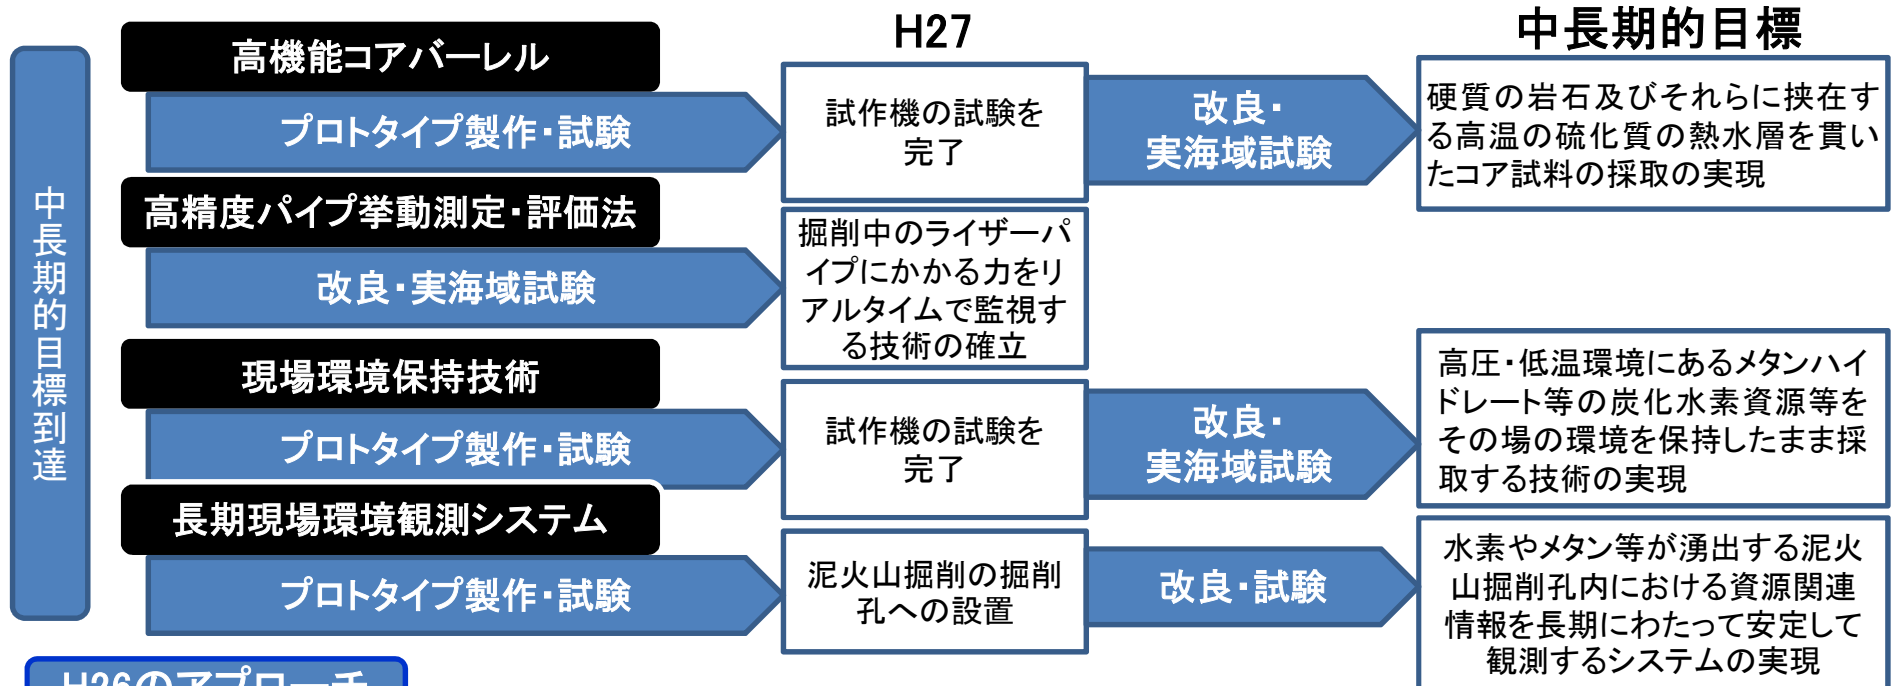 H27
中長期的目標
中長期的目標到達
高機能コアバーレル
プロトタイプ製作・試験
試作機の試験を
完了
改良・
実海域試験
硬質の岩石及びそれらに挟在す
る高温の硫化質の熱水層を貫い
たコア試料の採取の実現
高精度パイプ挙動測定・評価法
改良・実海域試験
掘削中のライザーパ
イプにかかる力をリ
アルタイムで監視す
る技術の確立
現場環境保持技術
プロトタイプ製作・試験
試作機の試験を
完了
改良・
実海域試験
高圧・低温環境にあるメタンハイ
ドレート等の炭化水素資源等を
その場の環境を保持したまま採
取する技術の実現
長期現場環境観測システム
プロトタイプ製作・試験
泥火山掘削の掘削
孔への設置
改良・試験
水素やメタン等が湧出する泥火
山掘削孔内における資源関連
情報を長期にわたって安定して
観測するシステムの実現
H26のアプローチ